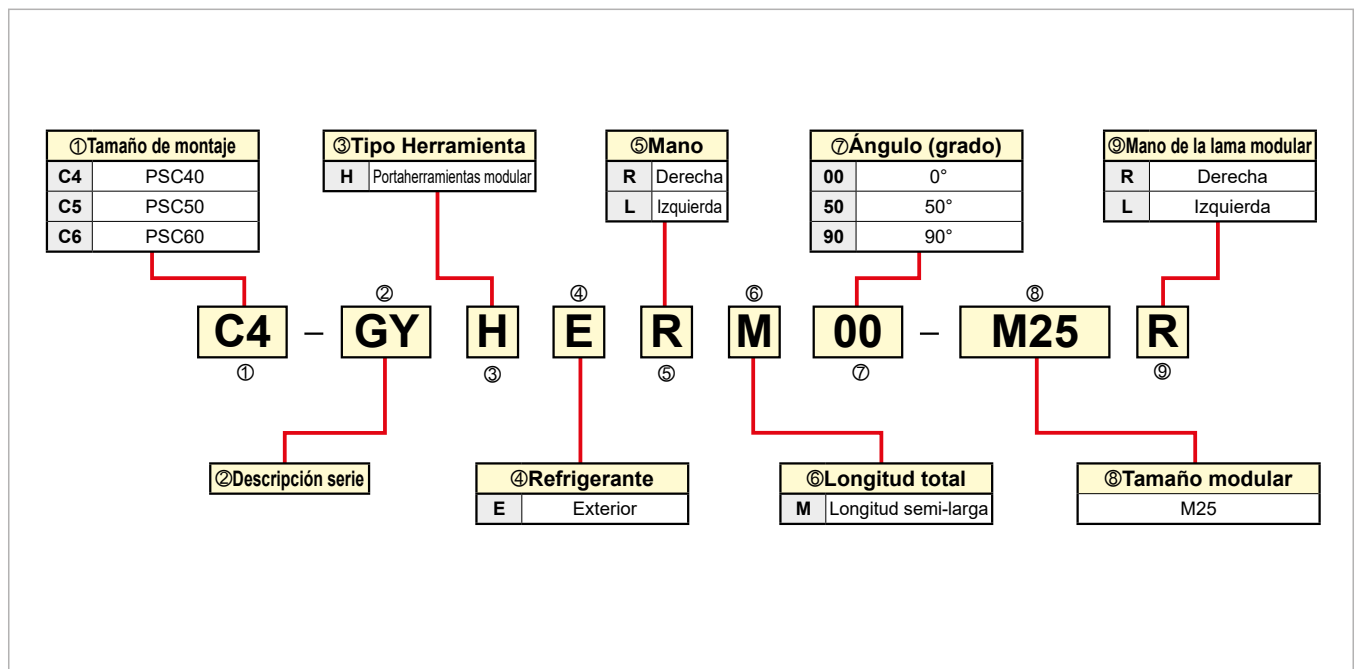 ①Tamaño de montaje
C4 PSC40
C5 PSC50
C6 PSC60
③Tipo Herramienta
H Portaherramientas modular
⑤Mano
R Derecha
L Izquierda
⑦Ángulo (grado)
00 0°
50 50°
90 90°
⑨Mano de la lama modular
R Derecha
L Izquierda
② ④ ⑥ ⑧
C4 – GY H E R M 00 – M25 R
① ③ ⑤ ⑦ ⑨
②Descripción serie
④Refrigerante
E Exterior
⑥Longitud total
M Longitud semi-larga
⑧Tamaño modular
M25